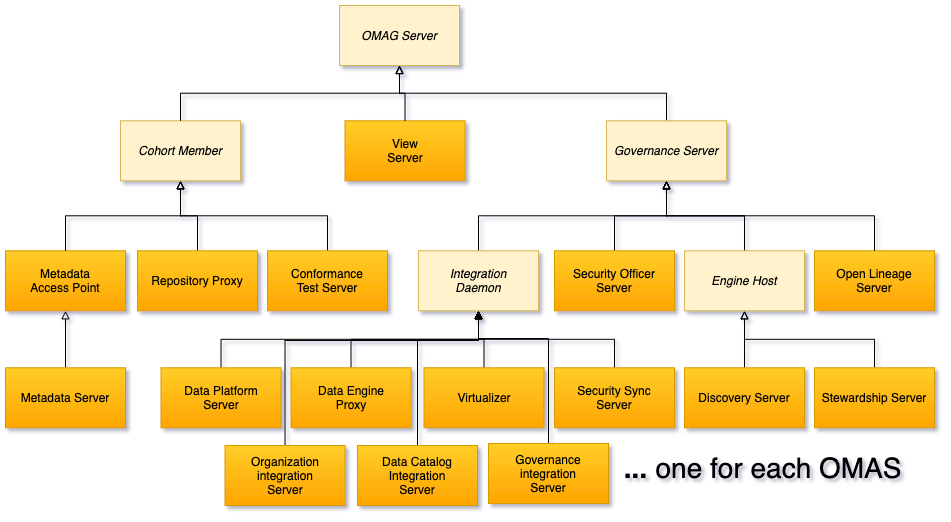 OMAG Server
Cohort Member
View
Server
Governance Server
Metadata
Access Point
Repository Proxy
Conformance
Test Server
Integration
Daemon
Security Officer
Server
Engine Host
Open Lineage
Server
Metadata Server
Data Platform
Server
Data Engine
Proxy
Virtualizer
Security Sync
Server
Discovery Server
Stewardship Server
Organization
integration
Server
Data Catalog
Integration
Server
Governance
integration
Server
... one for each OMAS